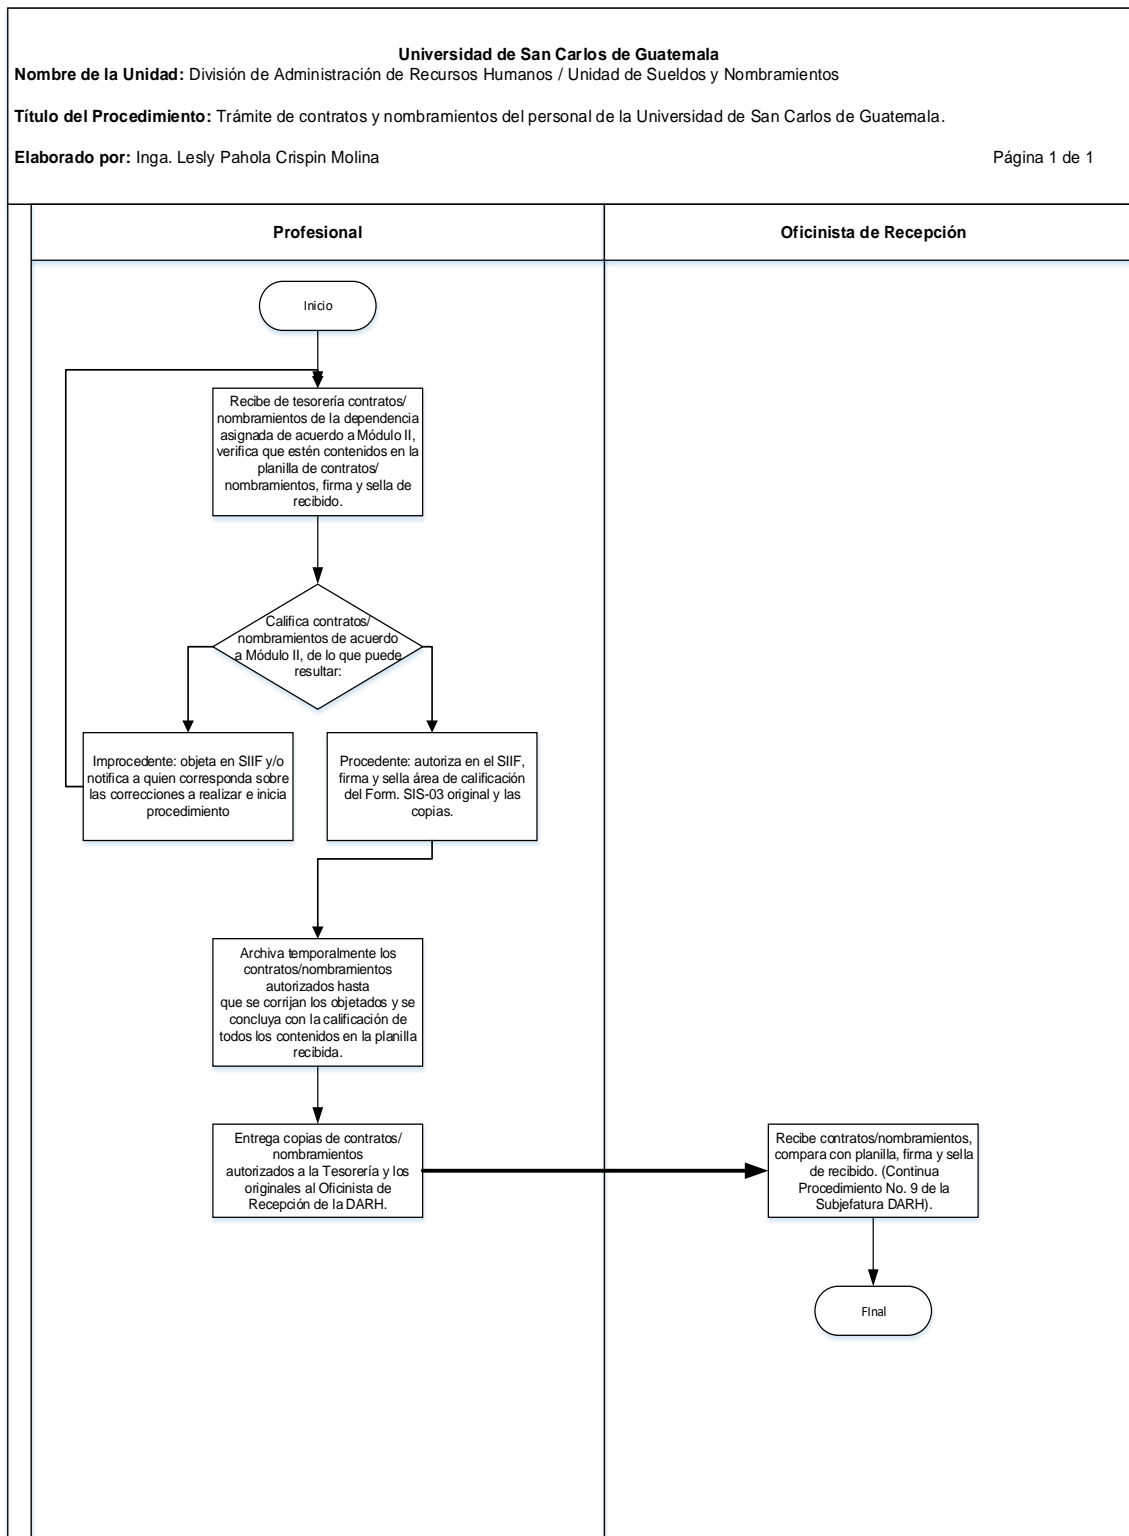 Universidad de San Carlos de Guatemala
Nombre de la Unidad: División de Administración de Recursos Humanos / Unidad de Sueldos y Nombramientos
Título del Procedimiento: Trámite de contratos y nombramientos del personal de la Universidad de San Carlos de Guatemala.
Elaborado por: Inga. Lesly Pahola Crispin Molina
Página 1 de 1
Profesional
Oficinista de Recepción
Inicio
Recibe de tesorería contratos/
nombramientos de la dependencia
asignada de acuerdo a Módulo II,
verifica que estén contenidos en la
planilla de contratos/
nombramientos, firma y sella de
recibido.
Califica contratos/
nombramientos de acuerdo
a Módulo II, de lo que puede
resultar:
Improcedente: objeta en SIIF y/o
notifica a quien corresponda sobre
las correcciones a realizar e inicia
procedimiento
Procedente: autoriza en el SIIF,
firma y sella área de calificación
del Form. SIS-03 original y las
copias.
Archiva temporalmente los
contratos/nombramientos
autorizados hasta
que se corrijan los objetados y se
concluya con la calificación de
todos los contenidos en la planilla
recibida.
Entrega copias de contratos/
nombramientos
autorizados a la Tesorería y los
originales al Oficinista de
Recepción de la DARH.
Recibe contratos/nombramientos,
compara con planilla, firma y sella
de recibido. (Continua
Procedimiento No. 9 de la
Subjefatura DARH).
FInal